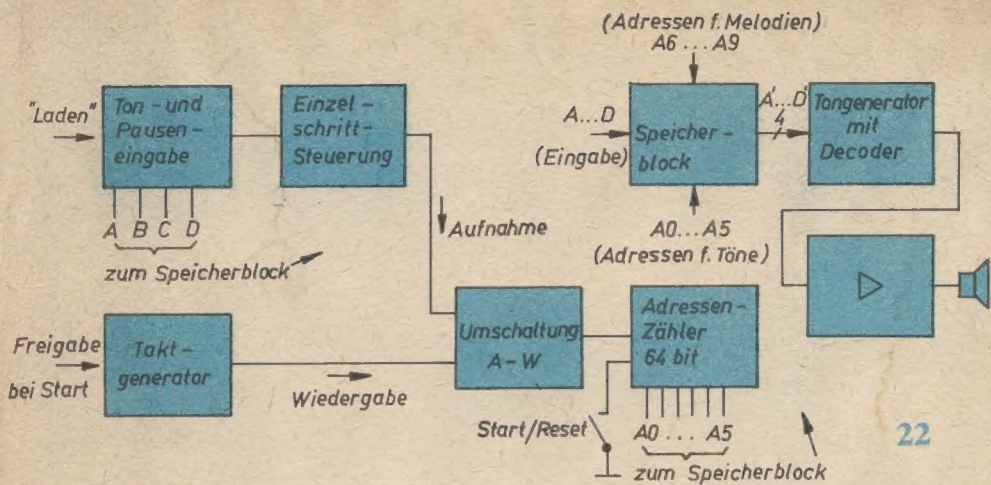 "Laden"
Ton - und
Pausen-
eingabe
A B C D
zum Speicherblock
Einzel-
schritt-
Steuerung
Aufnahme
(Adressen f. Melodien)
A6 ... A9
A...D
(Eingabe)
Speicher-
block
A0...A5
(Adressen f. Töne)
A'...D'
4
Tongenerator
mit
Decoder
Freigabe
bei Start
Takt-
generator
Wiedergabe
Umschaltung
A-W
Adressen-
Zähler
64 bit
Start/Reset
A0 ... A5
zum Speicherblock
22